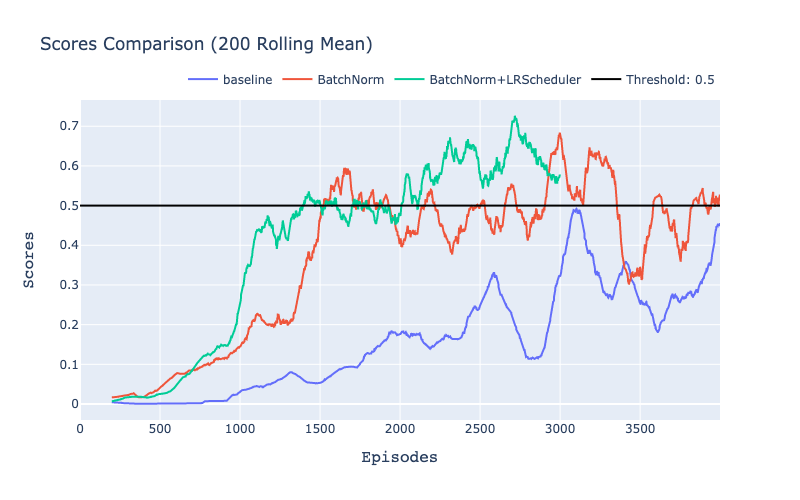 Scores Comparison (200 Rolling Mean)
baseline BatchNorm BatchNorm+LRScheduler Threshold: 0.5
0.7
0.6
0.5
0.4
0.3
0.2
0.1
0
Scores
0 500 1000 1500 2000 2500 3000 3500
Episodes